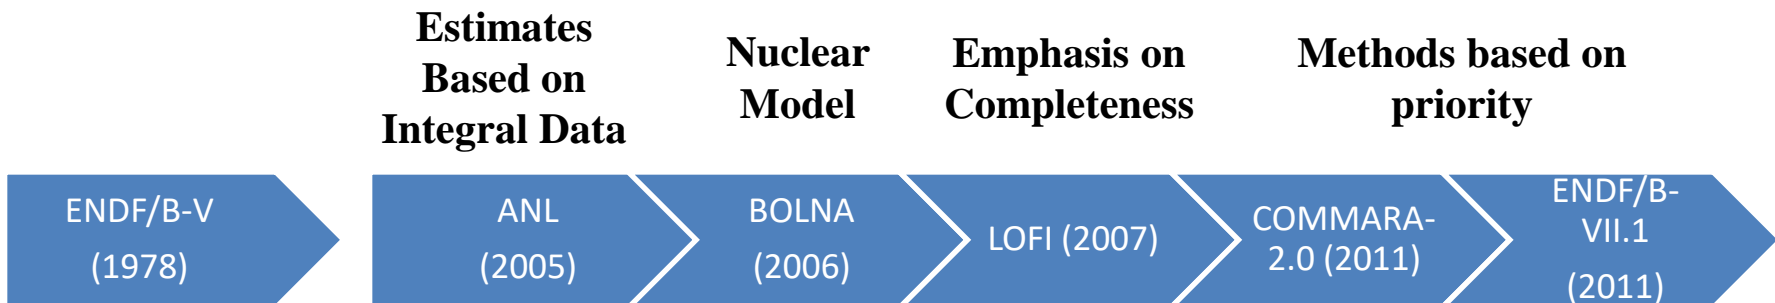 Estimates
Based on
Integral Data
Nuclear
Model
Emphasis on
Completeness
Methods based on
priority
ENDF/B-V
(1978)
ANL
(2005)
BOLNA
(2006)
LOFI (2007)
COMMARA-
2.0 (2011)
ENDF/B-
VII.1
(2011)